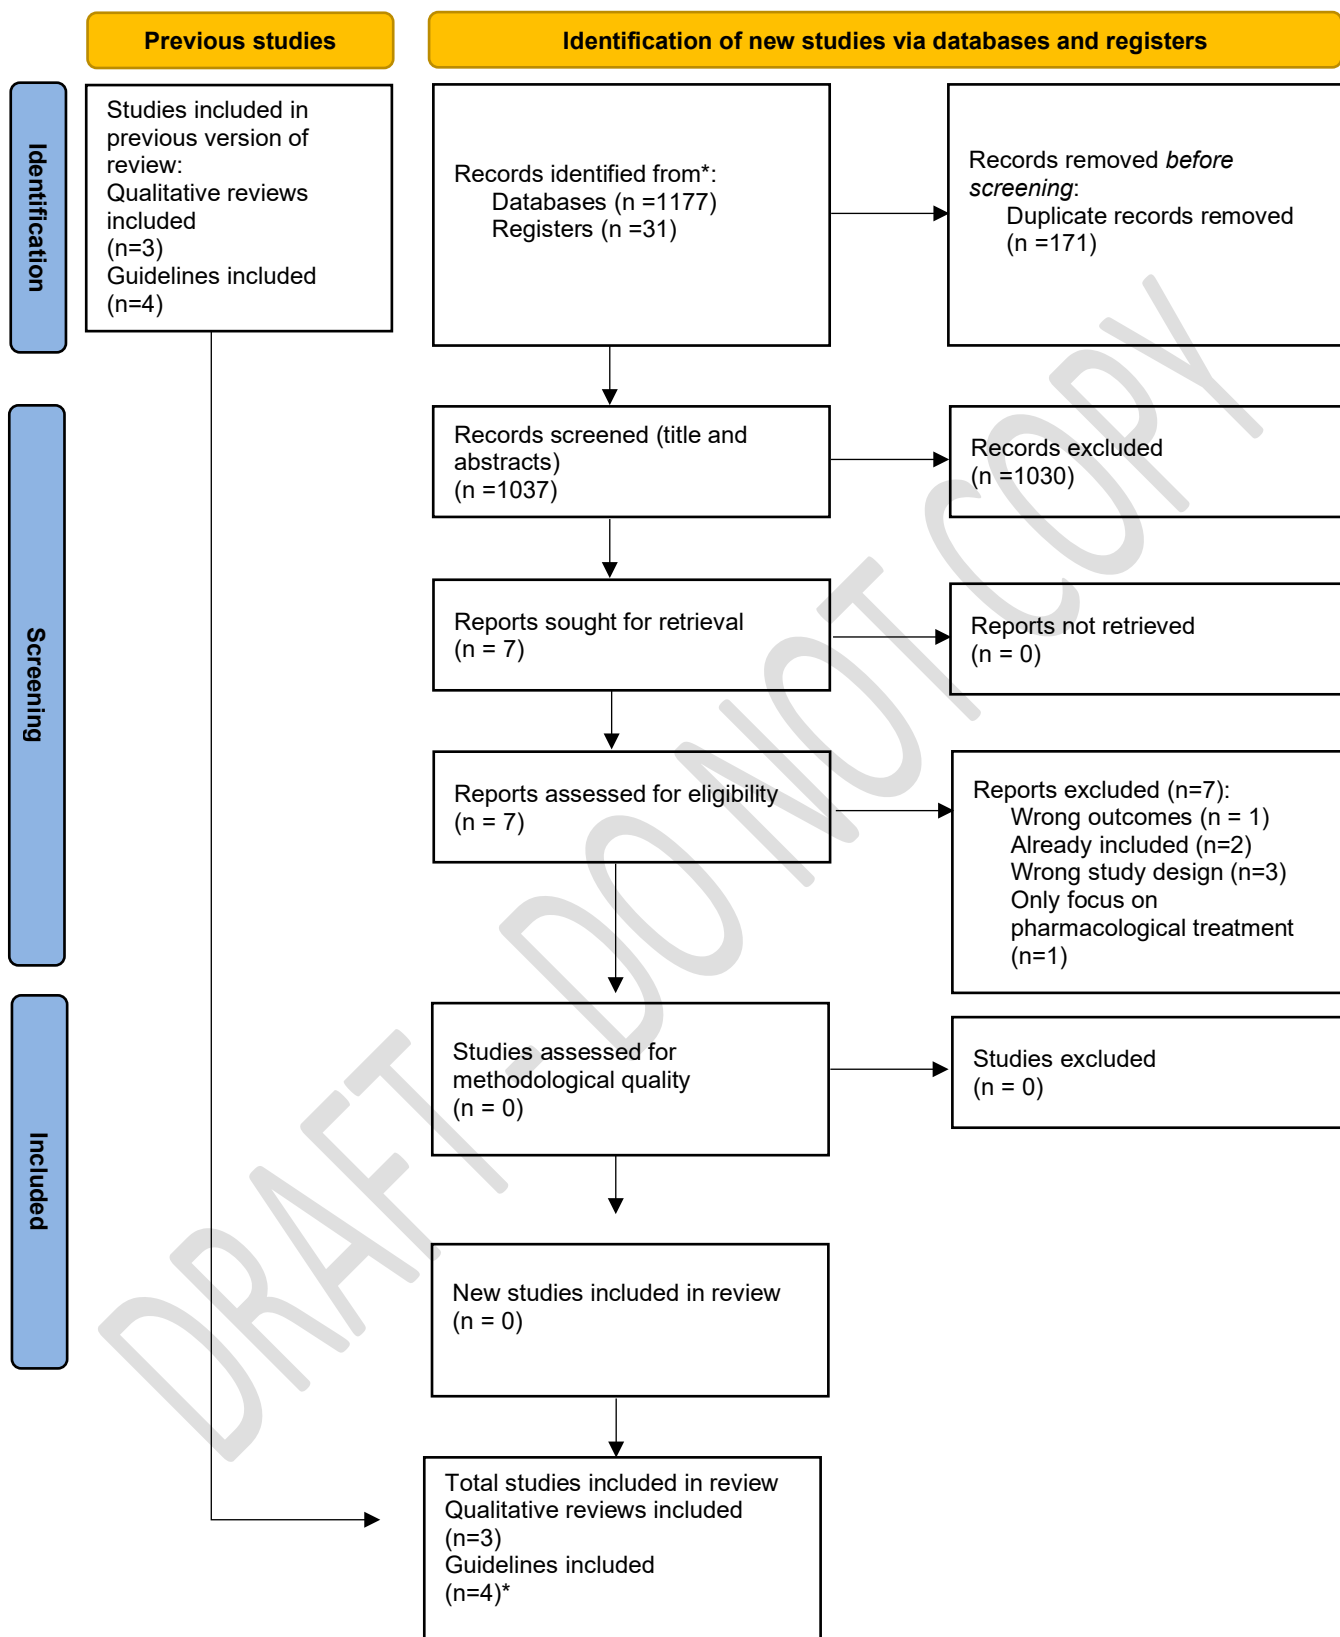 Previous studies
Identification of new studies via databases and registers
Identification
Studies included in
previous version of
review:
Qualitative reviews
included
(n=3)
Guidelines included
(n=4)
Records identified from*:
Databases (n =1177)
Registers (n =31)
Records removed before
screening:
Duplicate records removed
(n =171)
Screening
Records screened (title and
abstracts)
(n =1037)
Records excluded
(n =1030)
Reports sought for retrieval
(n = 7)
Reports not retrieved
(n = 0)
Reports assessed for eligibility
(n = 7)
Reports excluded (n=7):
Wrong outcomes (n = 1)
Already included (n=2)
Wrong study design (n=3)
Only focus on
pharmacological treatment
(n=1)
Included
Studies assessed for
methodological quality
(n = 0)
Studies excluded
(n = 0)
New studies included in review
(n = 0)
Total studies included in review
Qualitative reviews included
(n=3)
Guidelines included
(n=4)*
DRAFT - DO NOT COPY